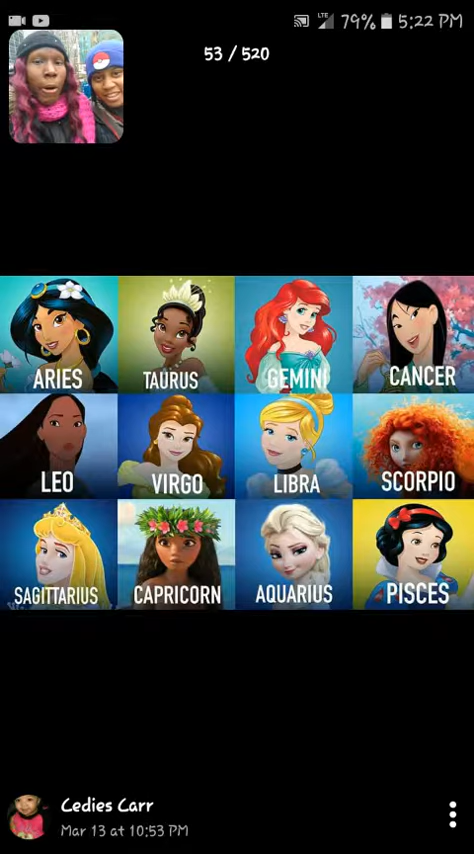 LTE 79% 5:22 PM
53 / 520
ARIES TAURUS GEMINI CANCER
LEO VIRGO LIBRA SCORPIO
SAGITTARIUS CAPRICORN AQUARIUS PISCES
Cedies Carr
Mar 13 at 10:53 PM